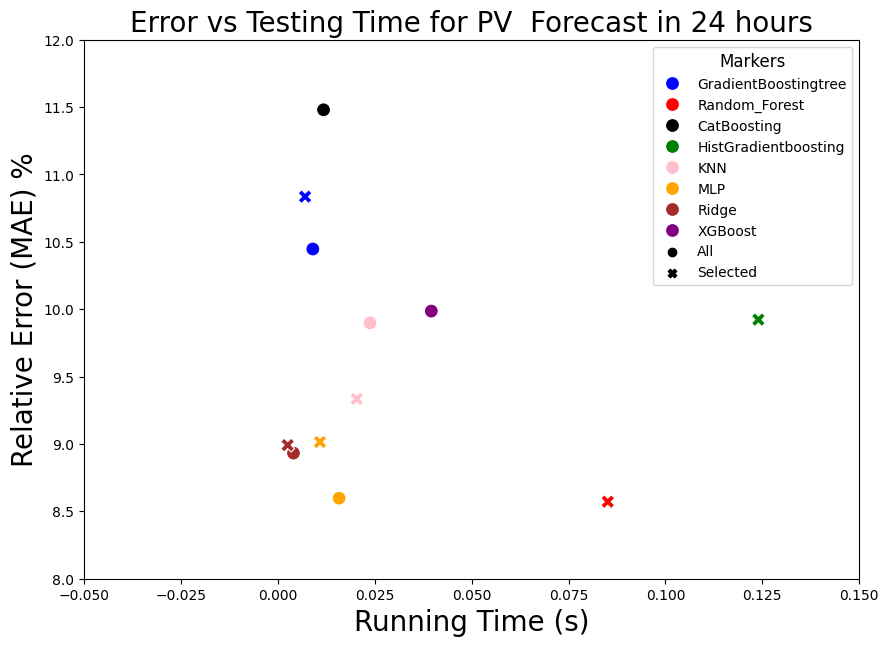 Error vs Testing Time for PV  Forecast in 24 hours
Relative Error (MAE) %
12.0
11.5
11.0
10.5
10.0
9.5
9.0
8.5
8.0
Markers
GradientBoostingtree
Random_Forest
CatBoosting
HistGradientboosting
KNN
MLP
Ridge
XGBoost
All
Selected
−0.050 −0.025 0.000 0.025 0.050 0.075 0.100 0.125 0.150
Running Time (s)